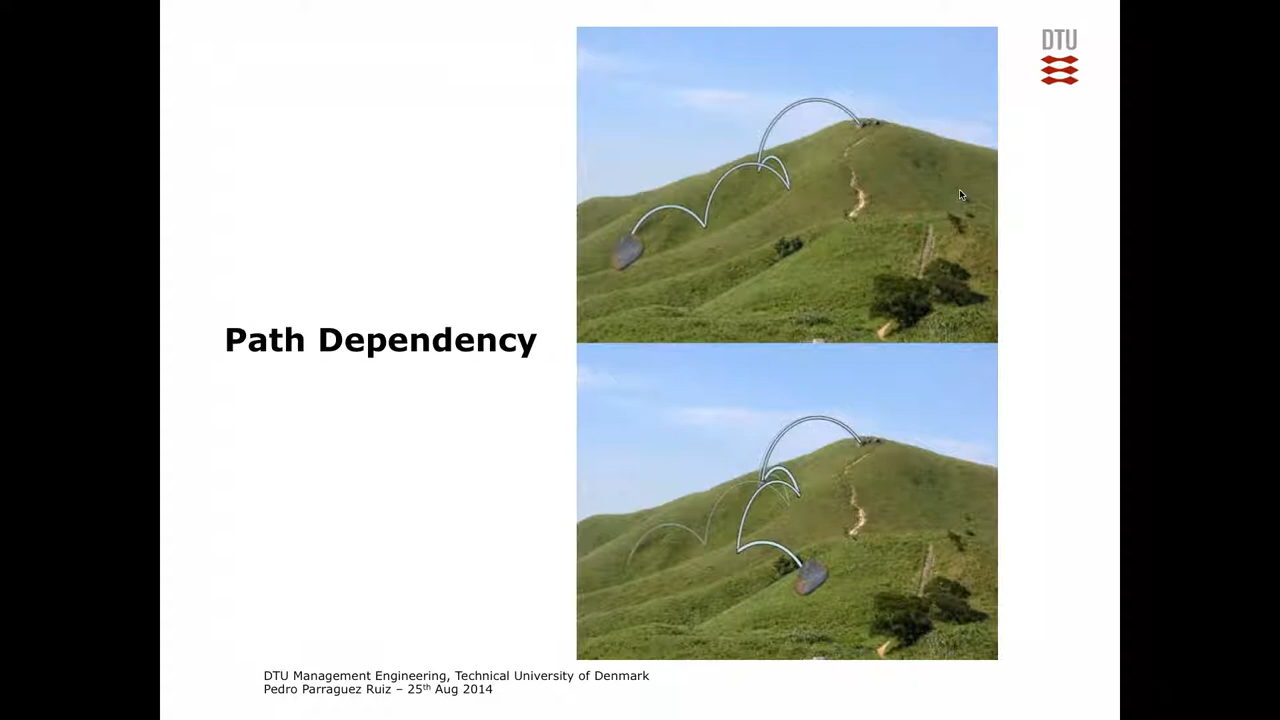 DTU
Path Dependency
DTU Management Engineering, Technical University of Denmark
Pedro Parraguez Ruiz – 25th Aug 2014